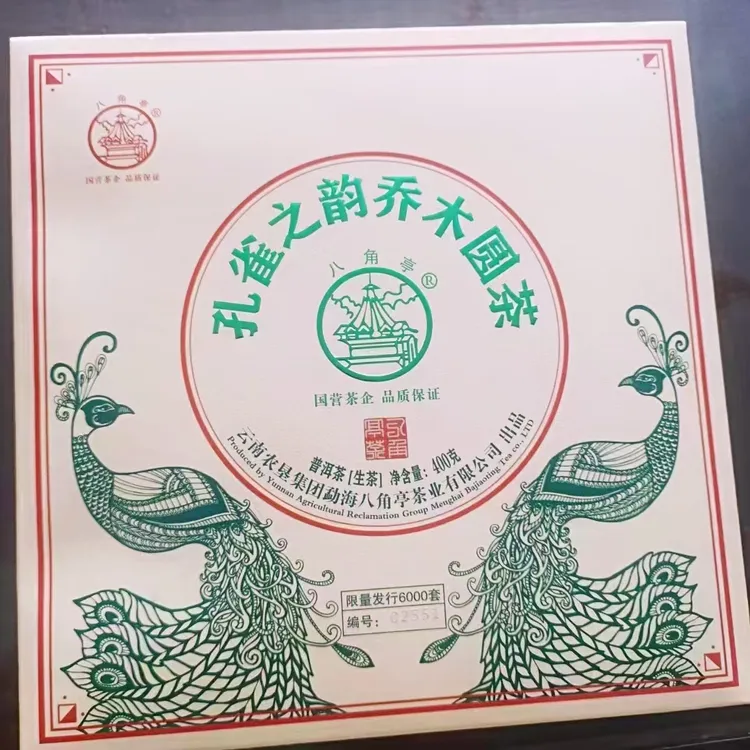 八角亭®
国营茶企 品质保证
孔雀之韵乔木圆茶
八角亭®
国营茶企 品质保证
八角亭茶
普洱茶[生茶] 净含量：400克
云南农垦集团勐海八角亭茶业有限公司 出品
Produced by Yunnan Agricultural Reclamation Group Menghai Bajiaoting Tea co., LTD
限量发行6000套
编号：